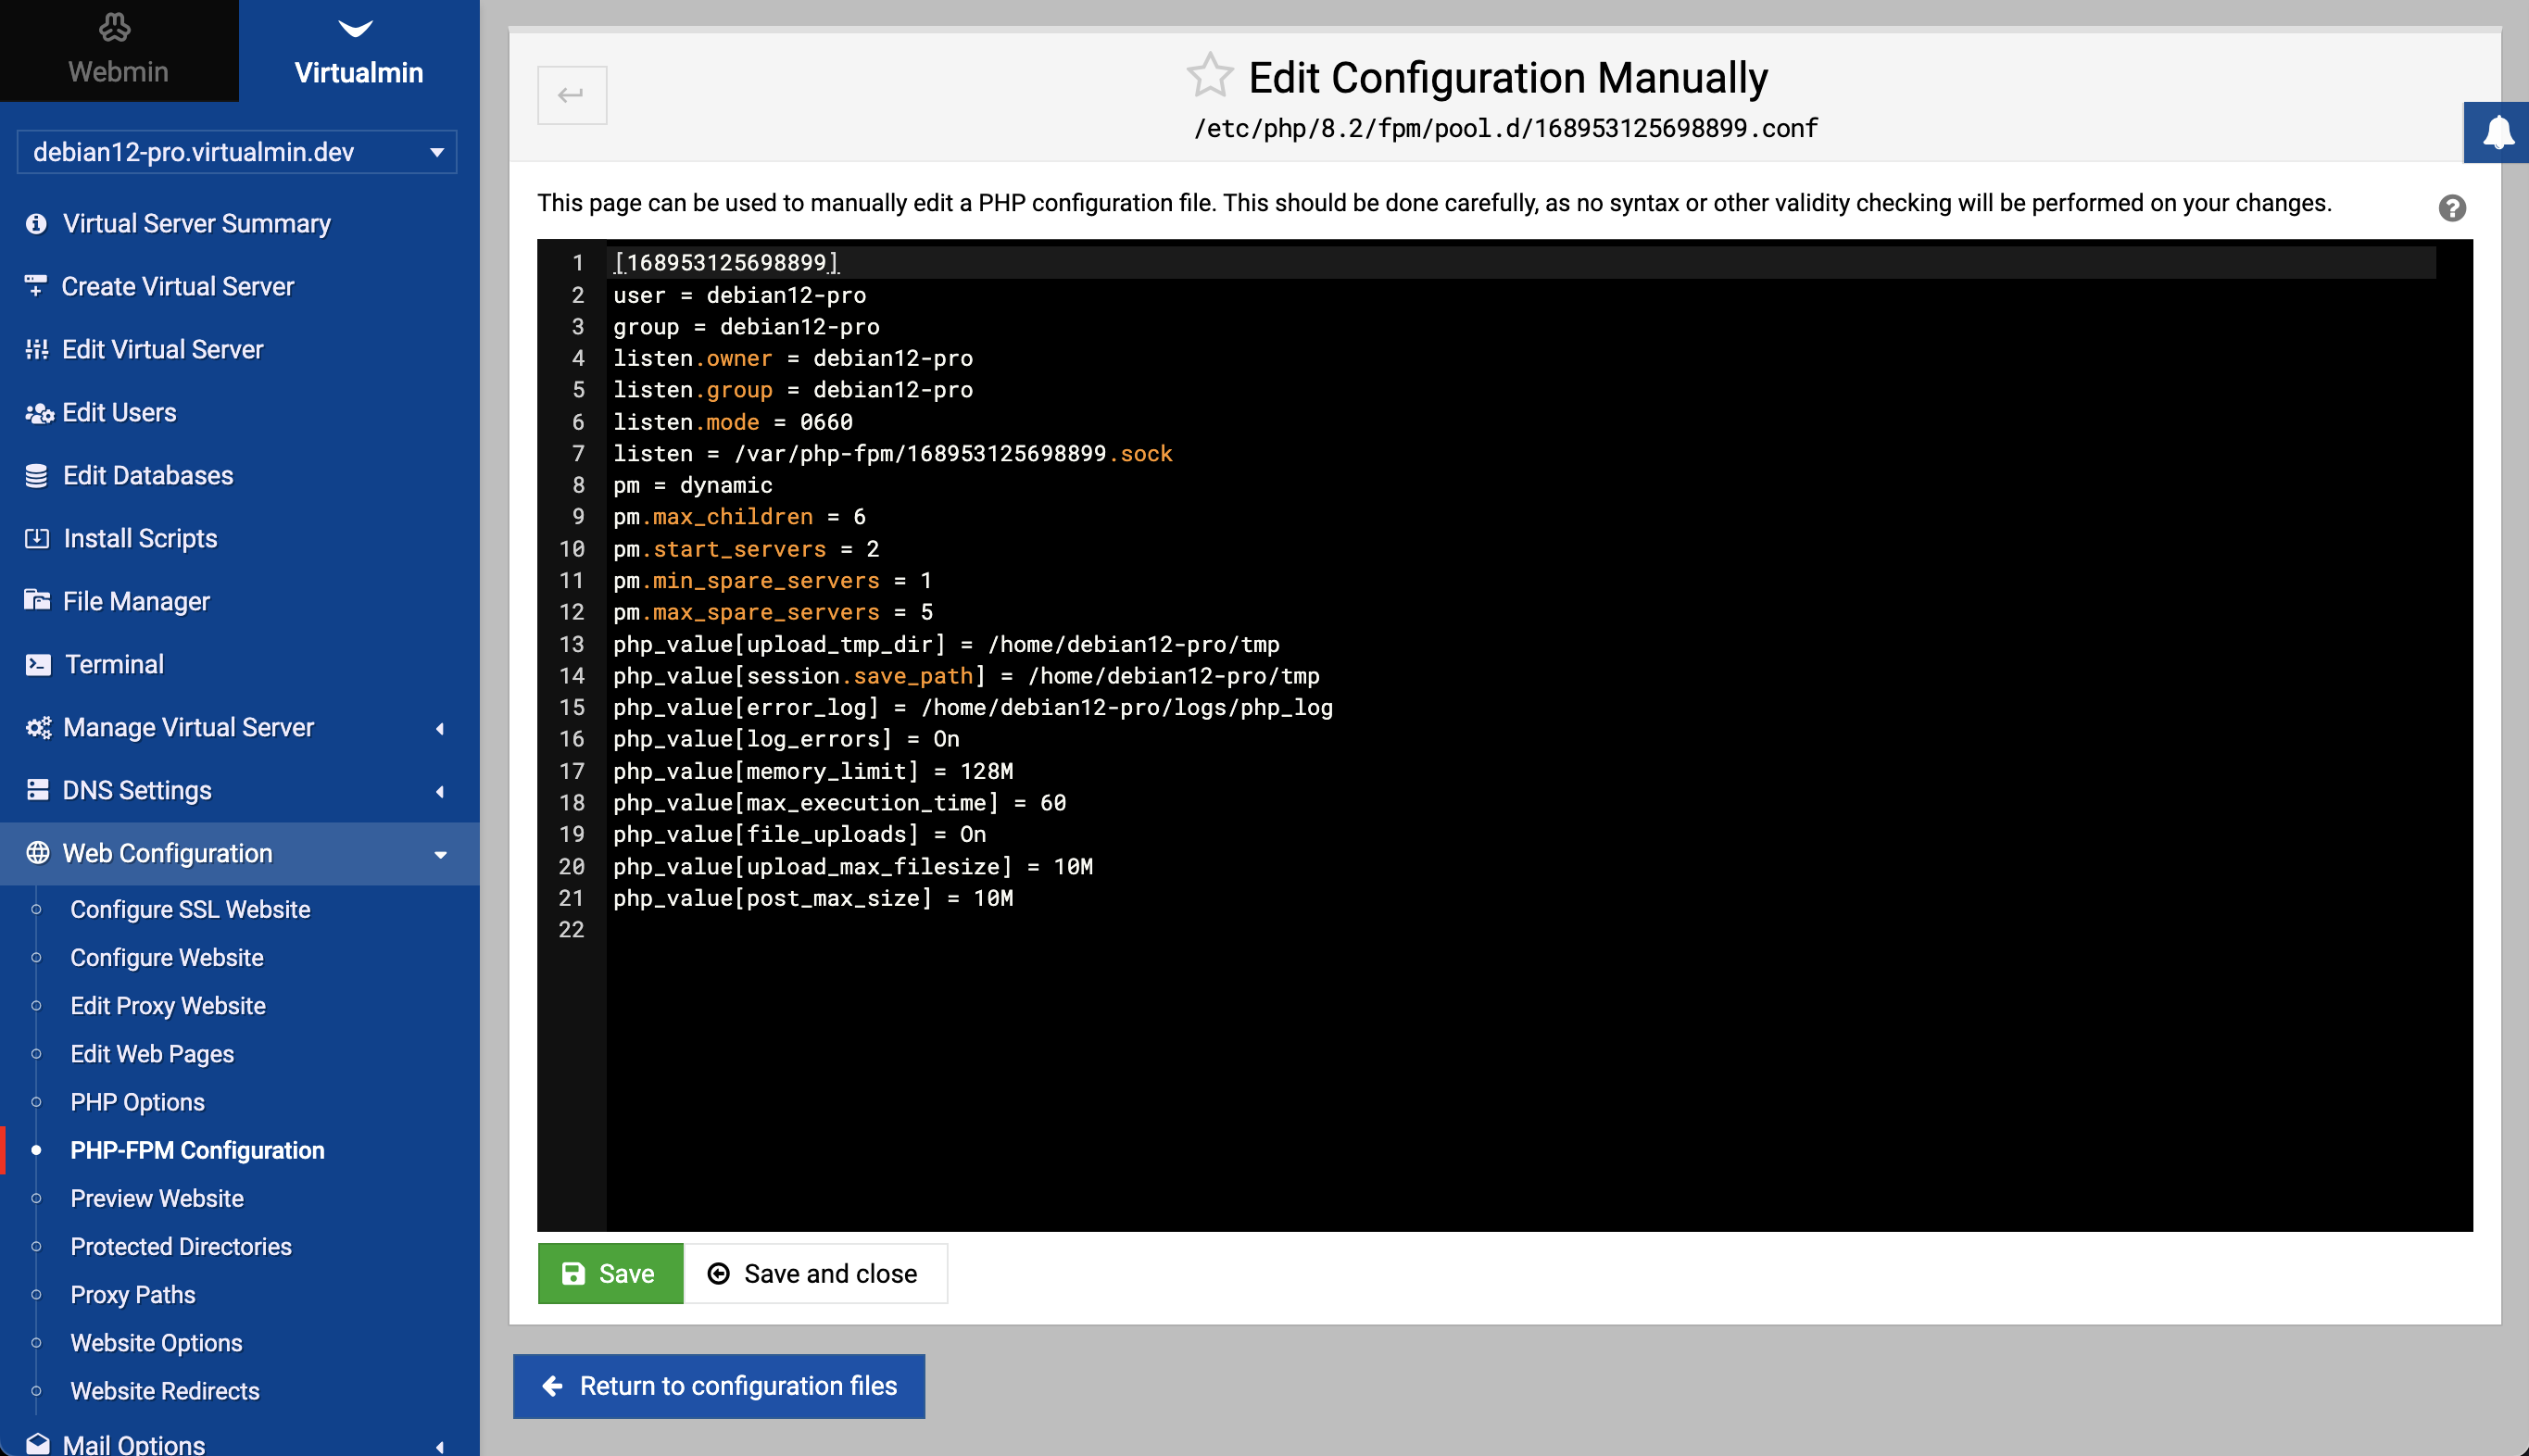 Webmin
Virtualmin
debian12-pro.virtualmin.dev
Virtual Server Summary
Create Virtual Server
Edit Virtual Server
Edit Users
Edit Databases
Install Scripts
File Manager
Terminal
Manage Virtual Server
DNS Settings
Web Configuration
Configure SSL Website
Configure Website
Edit Proxy Website
Edit Web Pages
PHP Options
PHP-FPM Configuration
Preview Website
Protected Directories
Proxy Paths
Website Options
Website Redirects
Mail Options
Edit Configuration Manually
/etc/php/8.2/fpm/pool.d/168953125698899.conf
This page can be used to manually edit a PHP configuration file. This should be done carefully, as no syntax or other validity checking will be performed on your changes.
1 [168953125698899]
2 user = debian12-pro
3 group = debian12-pro
4 listen.owner = debian12-pro
5 listen.group = debian12-pro
6 listen.mode = 0660
7 listen = /var/php-fpm/168953125698899.sock
8 pm = dynamic
9 pm.max_children = 6
10 pm.start_servers = 2
11 pm.min_spare_servers = 1
12 pm.max_spare_servers = 5
13 php_value[upload_tmp_dir] = /home/debian12-pro/tmp
14 php_value[session.save_path] = /home/debian12-pro/tmp
15 php_value[error_log] = /home/debian12-pro/logs/php_log
16 php_value[log_errors] = On
17 php_value[memory_limit] = 128M
18 php_value[max_execution_time] = 60
19 php_value[file_uploads] = On
20 php_value[upload_max_filesize] = 10M
21 php_value[post_max_size] = 10M
22
Save
Save and close
Return to configuration files